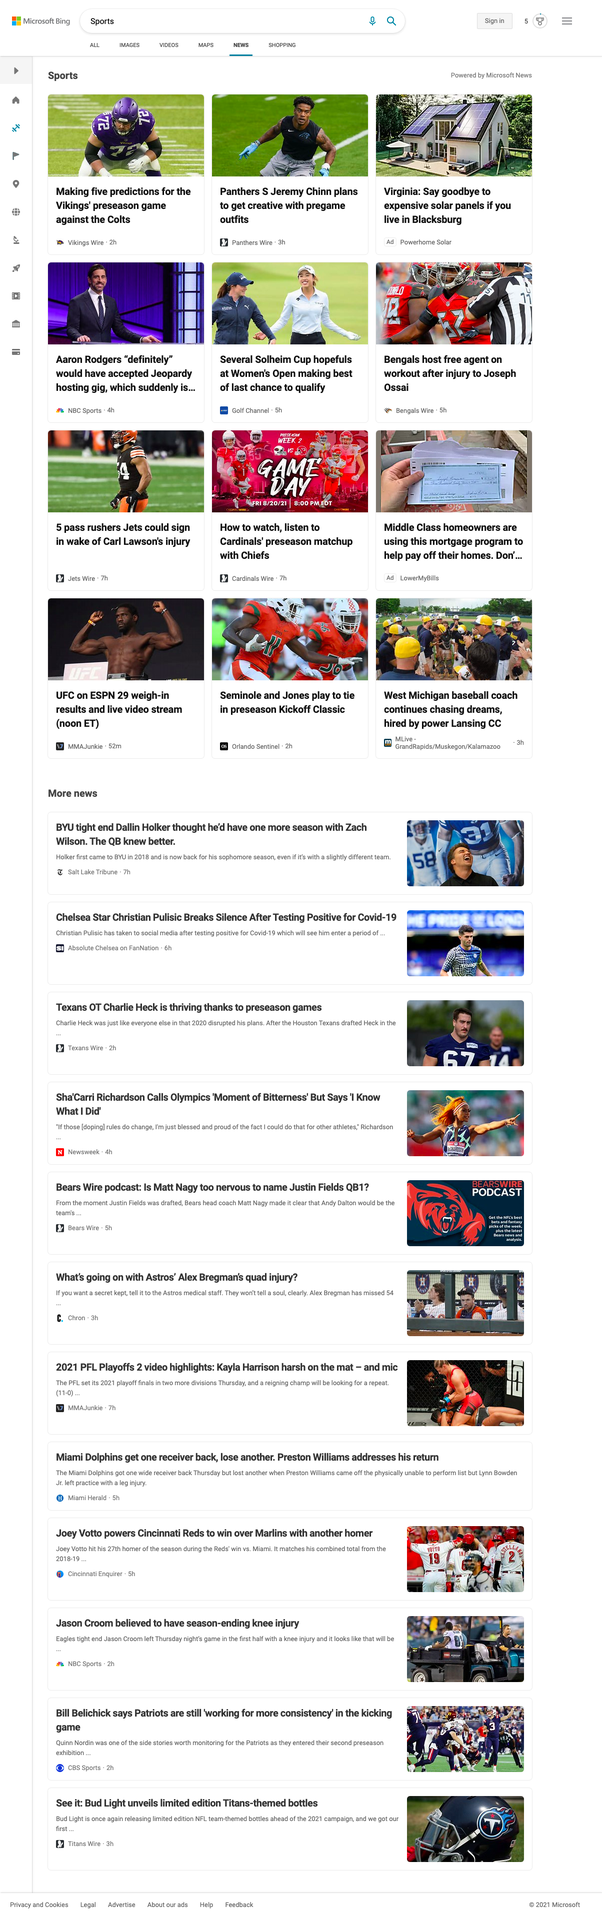 Microsoft Bing
Sports
Sign in
5
ALL IMAGES VIDEOS MAPS NEWS SHOPPING
Sports
Powered by Microsoft News
72
Making five predictions for the
Vikings' preseason game
against the Colts
Vikings Wire · 2h
Panthers S Jeremy Chinn plans
to get creative with pregame
outfits
Panthers Wire · 3h
Virginia: Say goodbye to
expensive solar panels if you
live in Blacksburg
Ad Powerhome Solar
Aaron Rodgers “definitely”
would have accepted Jeopardy
hosting gig, which suddenly is...
NBC Sports · 4h
Several Solheim Cup hopefuls
at Women's Open making best
of last chance to qualify
Golf Channel · 5h
Bengals host free agent on
workout after injury to Joseph
Ossai
Bengals Wire · 5h
5 pass rushers Jets could sign
in wake of Carl Lawson's injury
Jets Wire · 7h
PRESEASON
WEEK 2
GAME
DAY
FRI 8/20/21 | 8:00 PM EDT
How to watch, listen to
Cardinals' preseason matchup
with Chiefs
Cardinals Wire · 7h
Middle Class homeowners are
using this mortgage program to
help pay off their homes. Don'...
Ad LowerMyBills
UFC
UFC on ESPN 29 weigh-in
results and live video stream
(noon ET)
MMAJunkie · 52m
Seminole and Jones play to tie
in preseason Kickoff Classic
Orlando Sentinel · 2h
West Michigan baseball coach
continues chasing dreams,
hired by power Lansing CC
MLive -
GrandRapids/Muskegon/Kalamazoo · 3h
More news
BYU tight end Dallin Holker thought he’d have one more season with Zach
Wilson. The QB knew better.
Holker first came to BYU in 2018 and is now back for his sophomore season, even if it’s with a slightly different team.
Salt Lake Tribune · 7h
58 31
Chelsea Star Christian Pulisic Breaks Silence After Testing Positive for Covid-19
Christian Pulisic has taken to social media after testing positive for Covid-19 which will see him enter a period of ...
Absolute Chelsea on FanNation · 6h
HE PRIDE OF LOND
Texans OT Charlie Heck is thriving thanks to preseason games
Charlie Heck was just like everyone else in that 2020 disrupted his plans. After the Houston Texans drafted Heck in the
...
Texans Wire · 2h
67 14
Sha'Carri Richardson Calls Olympics 'Moment of Bitterness' But Says 'I Know
What I Did'
"If those [doping] rules do change, I'm just blessed and proud of the fact I could do that for other athletes," Richardson
...
Newsweek · 4h
Bears Wire podcast: Is Matt Nagy too nervous to name Justin Fields QB1?
From the moment Justin Fields was drafted, Bears head coach Matt Nagy made it clear that Andy Dalton would be the
team's ...
Bears Wire · 5h
BEARSWIRE
PODCAST
Get the NFL's best
bets and fantasy
picks of the week,
plus the latest
Bears news and
analysis.
What's going on with Astros’ Alex Bregman's quad injury?
If you want a secret kept, tell it to the Astros medical staff. They won't tell a soul, clearly. Alex Bregman has missed 54
...
Chron · 3h
2021 PFL Playoffs 2 video highlights: Kayla Harrison harsh on the mat – and mic
The PFL set its 2021 playoff finals in two more divisions Thursday, and a reigning champ will be looking for a repeat.
(11-0) ...
MMAJunkie · 7h
Miami Dolphins get one receiver back, lose another. Preston Williams addresses his return
The Miami Dolphins got one wide receiver back Thursday but lost another when Preston Williams came off the physically unable to perform list but Lynn Bowden
Jr. left practice with a leg injury.
Miami Herald · 5h
Joey Votto powers Cincinnati Reds to win over Marlins with another homer
Joey Votto hit his 27th homer of the season during the Reds' win vs. Miami. It matches his combined total from the
2018-19 ...
Cincinnati Enquirer · 5h
19 2
Jason Croom believed to have season-ending knee injury
Eagles tight end Jason Croom left Thursday night's game in the first half with a knee injury and it looks like that will be
...
NBC Sports · 2h
Bill Belichick says Patriots are still 'working for more consistency' in the kicking
game
Quinn Nordin was one of the side stories worth monitoring for the Patriots as they entered their second preseason
exhibition ...
CBS Sports · 2h
3
See it: Bud Light unveils limited edition Titans-themed bottles
Bud Light is once again releasing limited edition NFL team-themed bottles ahead of the 2021 campaign, and we got our
first ...
Titans Wire · 3h
Privacy and Cookies Legal Advertise About our ads Help Feedback
© 2021 Microsoft